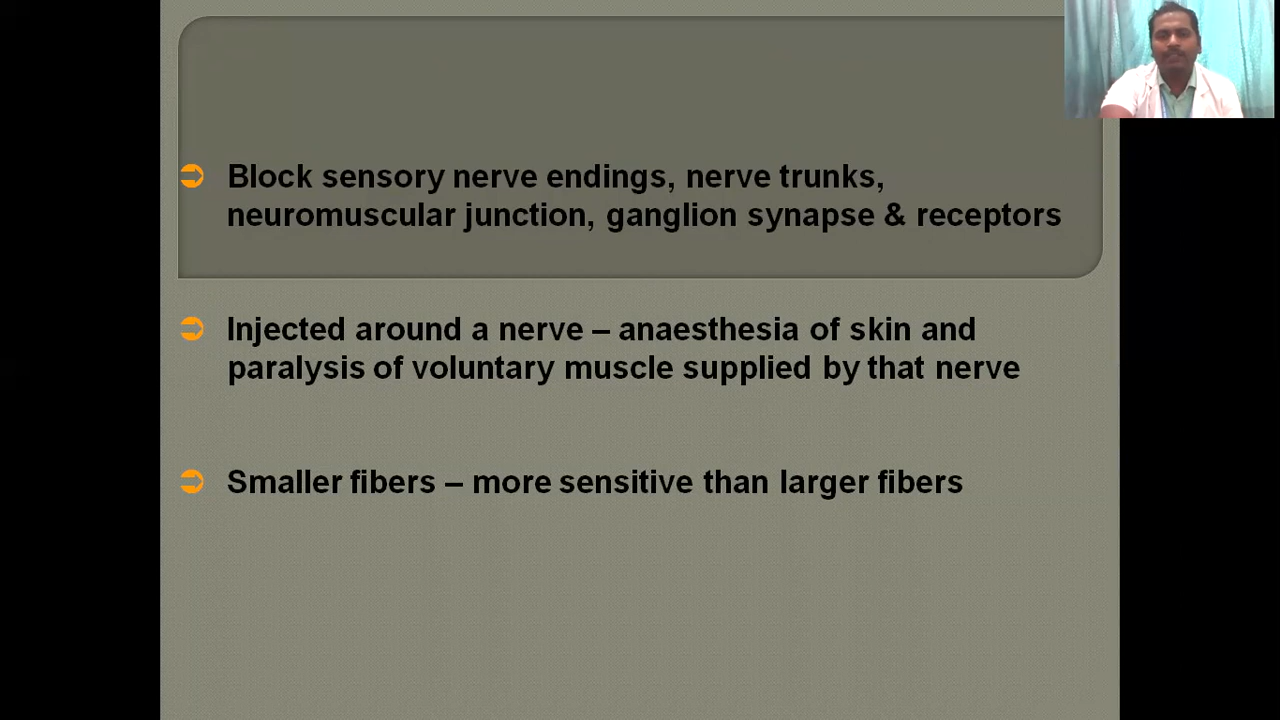 Block sensory nerve endings, nerve trunks,
neuromuscular junction, ganglion synapse & receptors
Injected around a nerve – anaesthesia of skin and
paralysis of voluntary muscle supplied by that nerve
Smaller fibers – more sensitive than larger fibers